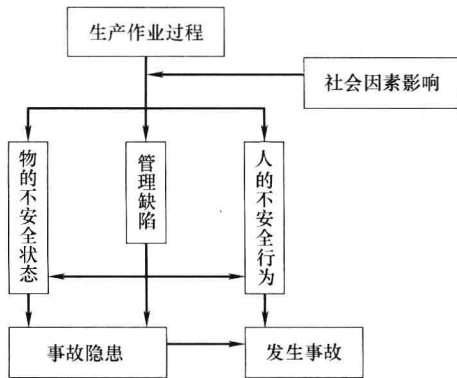 生产作业过程
社会因素影响
物的不安全状态
管理缺陷
人的不安全行为
事故隐患
发生事故